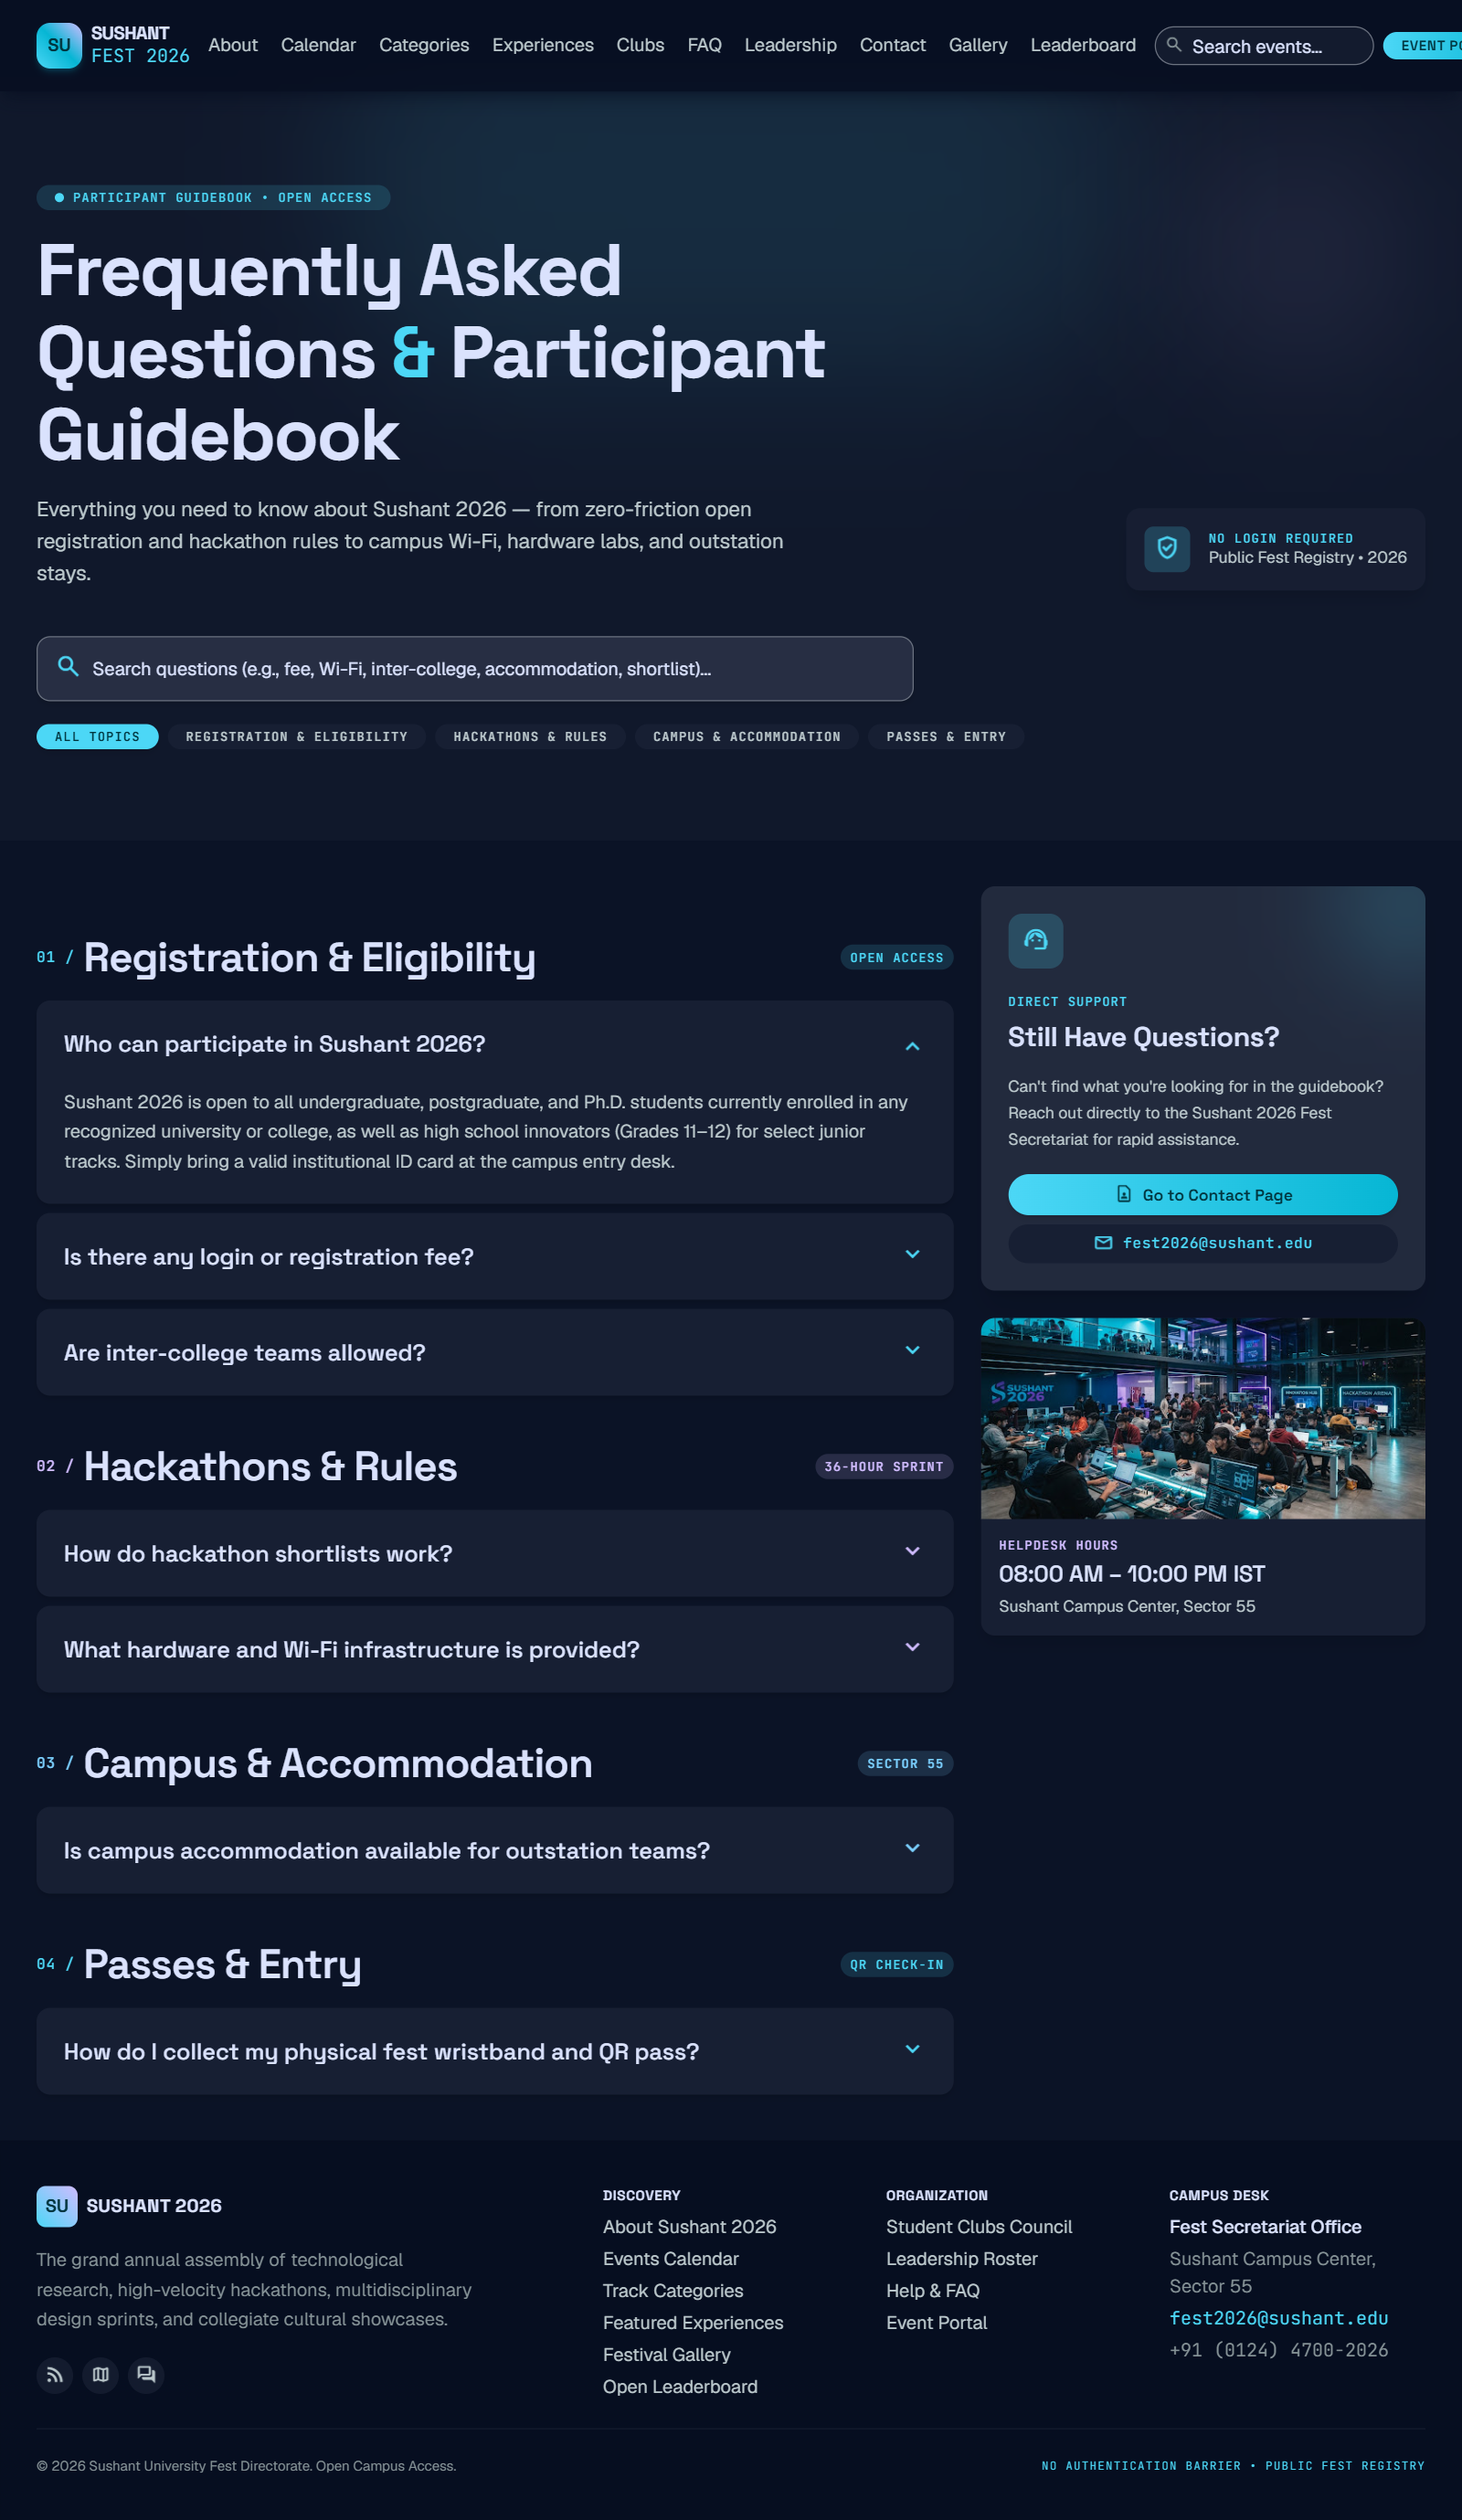 SU
SUSHANT
FEST 2026
About
Calendar
Categories
Experiences
Clubs
FAQ
Leadership
Contact
Gallery
Leaderboard
Search events...
EVENT
PARTICIPANT GUIDEBOOK • OPEN ACCESS
Frequently Asked
Questions & Participant
Guidebook
Everything you need to know about Sushant 2026 — from zero-friction open
registration and hackathon rules to campus Wi-Fi, hardware labs, and outstation
stays.
NO LOGIN REQUIRED
Public Fest Registry • 2026
Search questions (e.g., fee, Wi-Fi, inter-college, accommodation, shortlist)...
ALL TOPICS
REGISTRATION & ELIGIBILITY
HACKATHONS & RULES
CAMPUS & ACCOMMODATION
PASSES & ENTRY
01 / Registration & Eligibility
OPEN ACCESS
Who can participate in Sushant 2026?
Sushant 2026 is open to all undergraduate, postgraduate, and Ph.D. students currently enrolled in any
recognized university or college, as well as high school innovators (Grades 11–12) for select junior
tracks. Simply bring a valid institutional ID card at the campus entry desk.
Is there any login or registration fee?
Are inter-college teams allowed?
02 / Hackathons & Rules
36-HOUR SPRINT
How do hackathon shortlists work?
What hardware and Wi-Fi infrastructure is provided?
03 / Campus & Accommodation
SECTOR 55
Is campus accommodation available for outstation teams?
04 / Passes & Entry
QR CHECK-IN
How do I collect my physical fest wristband and QR pass?
DIRECT SUPPORT
Still Have Questions?
Can't find what you're looking for in the guidebook?
Reach out directly to the Sushant 2026 Fest
Secretariat for rapid assistance.
Go to Contact Page
fest2026@sushant.edu
SUSHANT
2026
HACKATHON ARENA
HELPDESK HOURS
08:00 AM – 10:00 PM IST
Sushant Campus Center, Sector 55
SU
SUSHANT 2026
The grand annual assembly of technological
research, high-velocity hackathons, multidisciplinary
design sprints, and collegiate cultural showcases.
DISCOVERY
About Sushant 2026
Events Calendar
Track Categories
Featured Experiences
Festival Gallery
Open Leaderboard
ORGANIZATION
Student Clubs Council
Leadership Roster
Help & FAQ
Event Portal
CAMPUS DESK
Fest Secretariat Office
Sushant Campus Center,
Sector 55
fest2026@sushant.edu
+91 (0124) 4700-2026
© 2026 Sushant University Fest Directorate. Open Campus Access.
NO AUTHENTICATION BARRIER • PUBLIC FEST REGISTRY